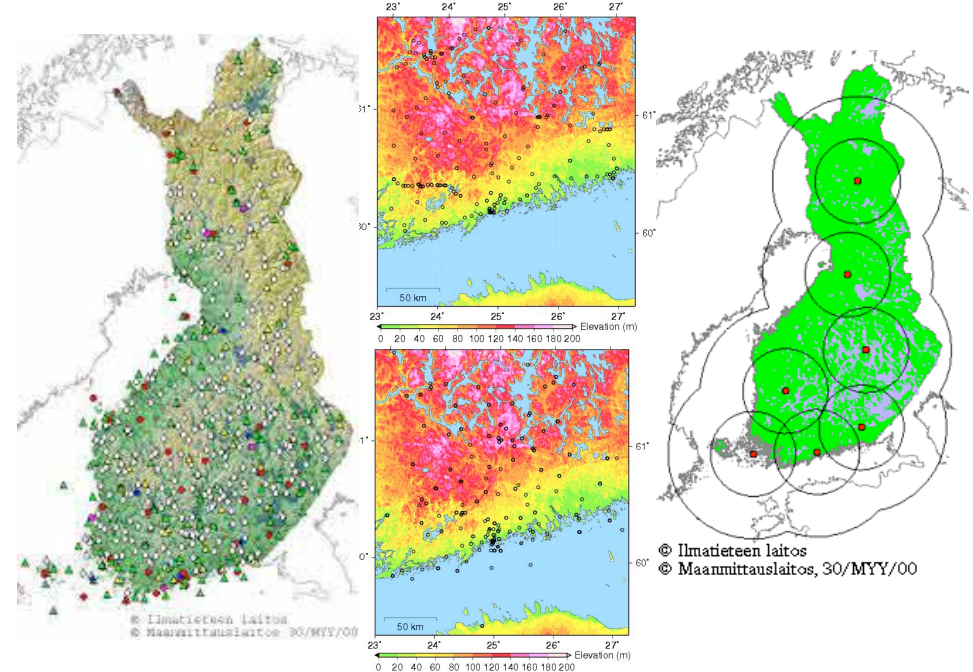 © Ilmatieteen laitos
© Maanmittauslaitos 30/MYY/00
23˚ 24˚ 25˚ 26˚ 27˚
61˚ 61˚
60˚ 60˚
50 km
23˚ 24˚ 25˚ 26˚ 27˚
Elevation (m)
0 20 40 60 80 100 120 140 160 180 200
1˚ 61˚
0˚ 60˚
50 km
23˚ 24˚ 25˚ 26˚ 27˚
Elevation (m)
0 20 40 60 80 100 120 140 160 180 200
© Ilmatieteen laitos
© Maanmittauslaitos, 30/MYY/00